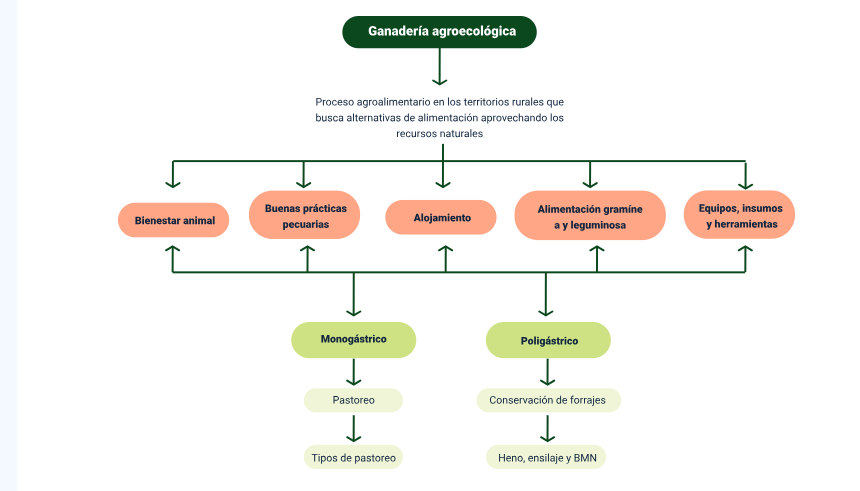 Ganadería agroecológica
Proceso agroalimentario en los territorios rurales que
busca alternativas de alimentación aprovechando los
recursos naturales
Bienestar animal
Buenas prácticas
pecuarias
Alojamiento
Alimentación gramíne
a y leguminosa
Equipos, insumos
y herramientas
Monogástrico
Poligástrico
Pastoreo
Conservación de forrajes
Tipos de pastoreo
Heno, ensilaje y BMN